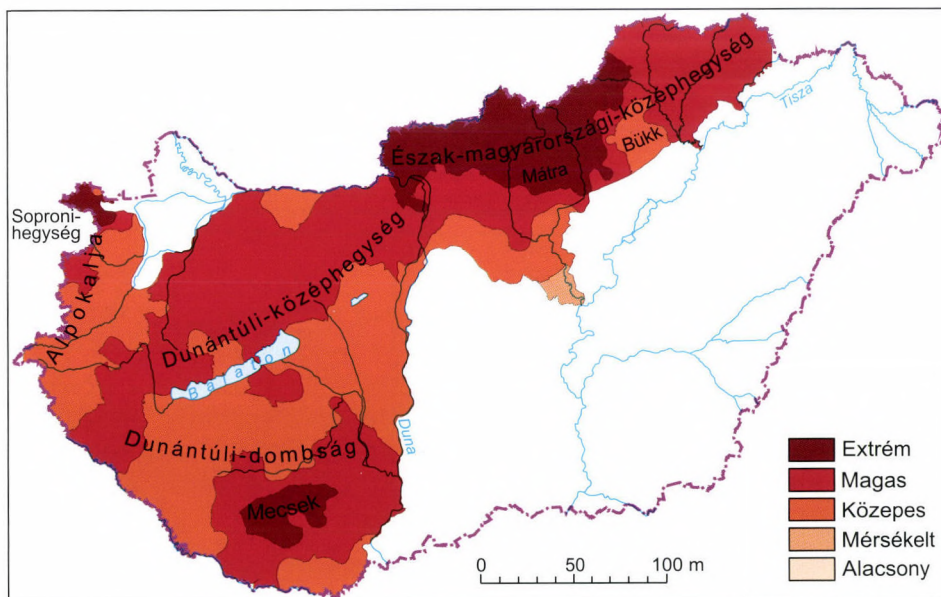 Észak-magyarországi-középhegység
Tisza
Bükk
Mátra
Soproni-
hegység
Alpokalja
Dunántúli-középhegység
Balaton
Duna
Dunántúli-dombság
Mecsek
Extrém
Magas
Közepes
Mérsékelt
Alacsony
0 50 100 m